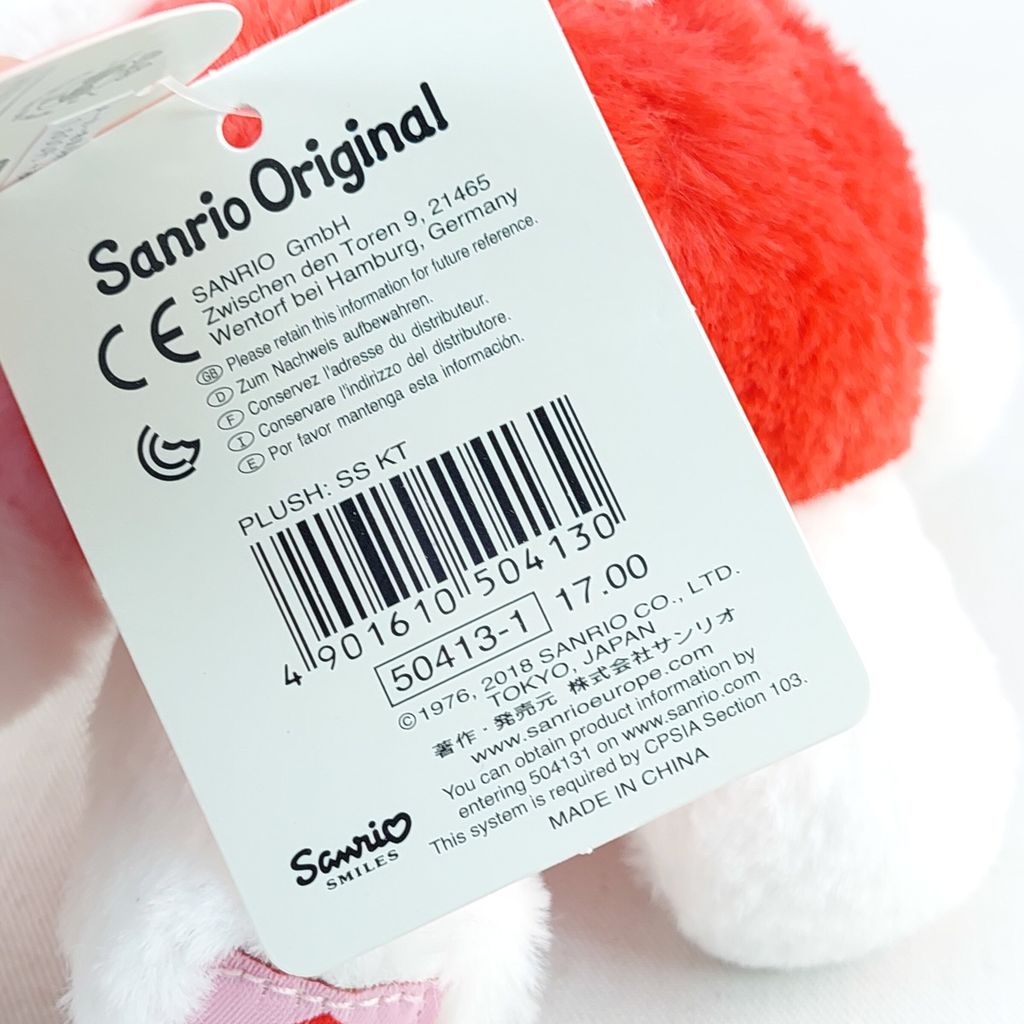 Sanrio Original
CE
SANRIO GmbH
Zwischen den Toren 9, 21465
Wentorf bei Hamburg, Germany
GB Please retain this information for future reference.
D Zum Nachweis aufbewahren.
F Conservez l'adresse du distributeur.
I Conservare l'indirizzo del distributore.
E Por favor mantenga esta información.
PLUSH: SS KT
4 901610 504130
50413-1 17.00
©1976, 2018 SANRIO CO., LTD.
TOKYO, JAPAN
著作・発売元 株式会社サンリオ
www.sanrioeurope.com
You can obtain product information by
entering 504131 on www.sanrio.com
This system is required by CPSIA Section 103.
MADE IN CHINA
Sanrio
SMILES